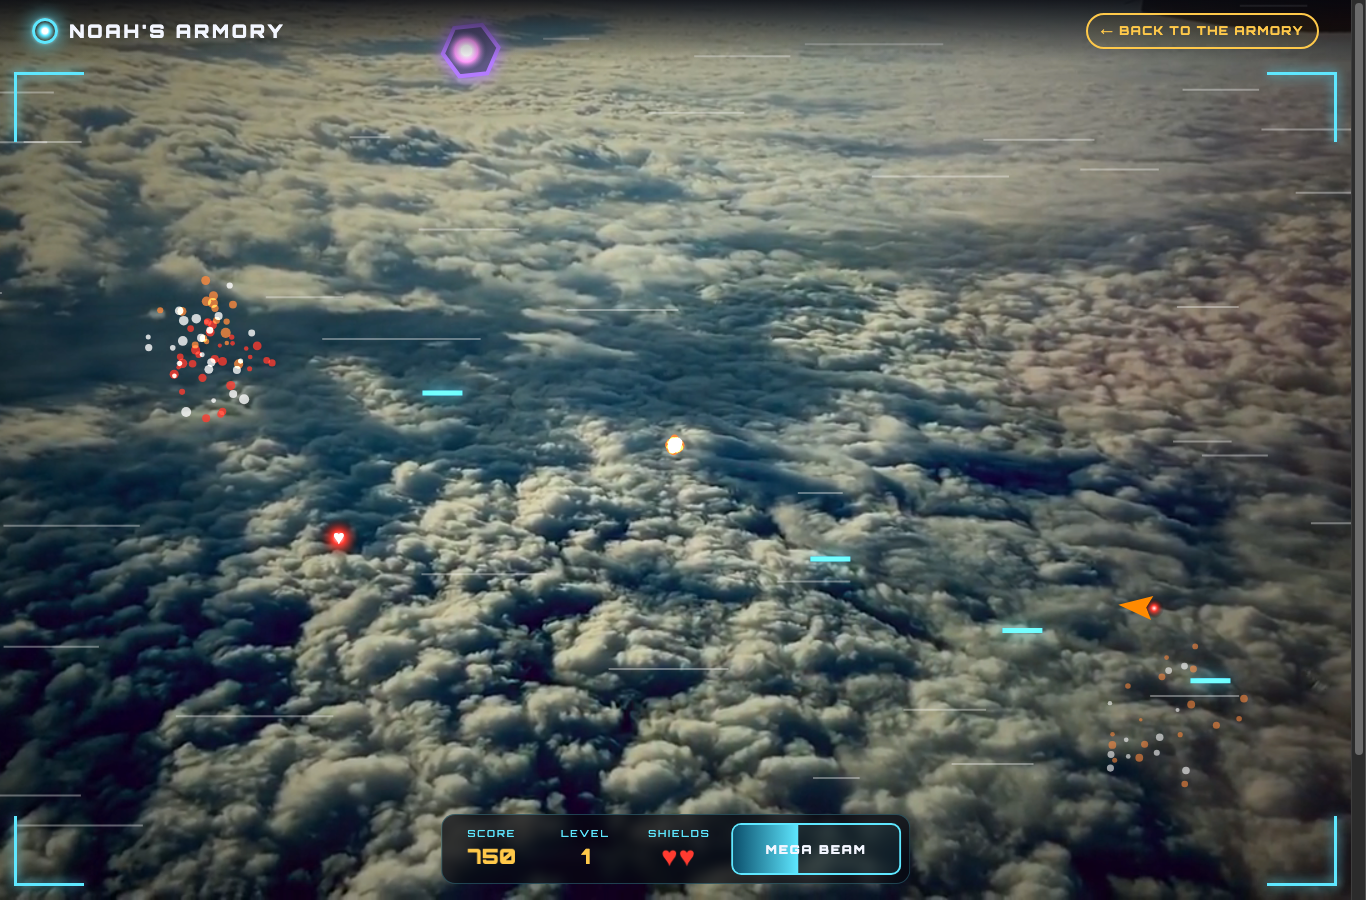 NOAH'S ARMORY
← BACK TO THE ARMORY
SCORE
750
LEVEL
1
SHIELDS
♥♥
MEGA BEAM